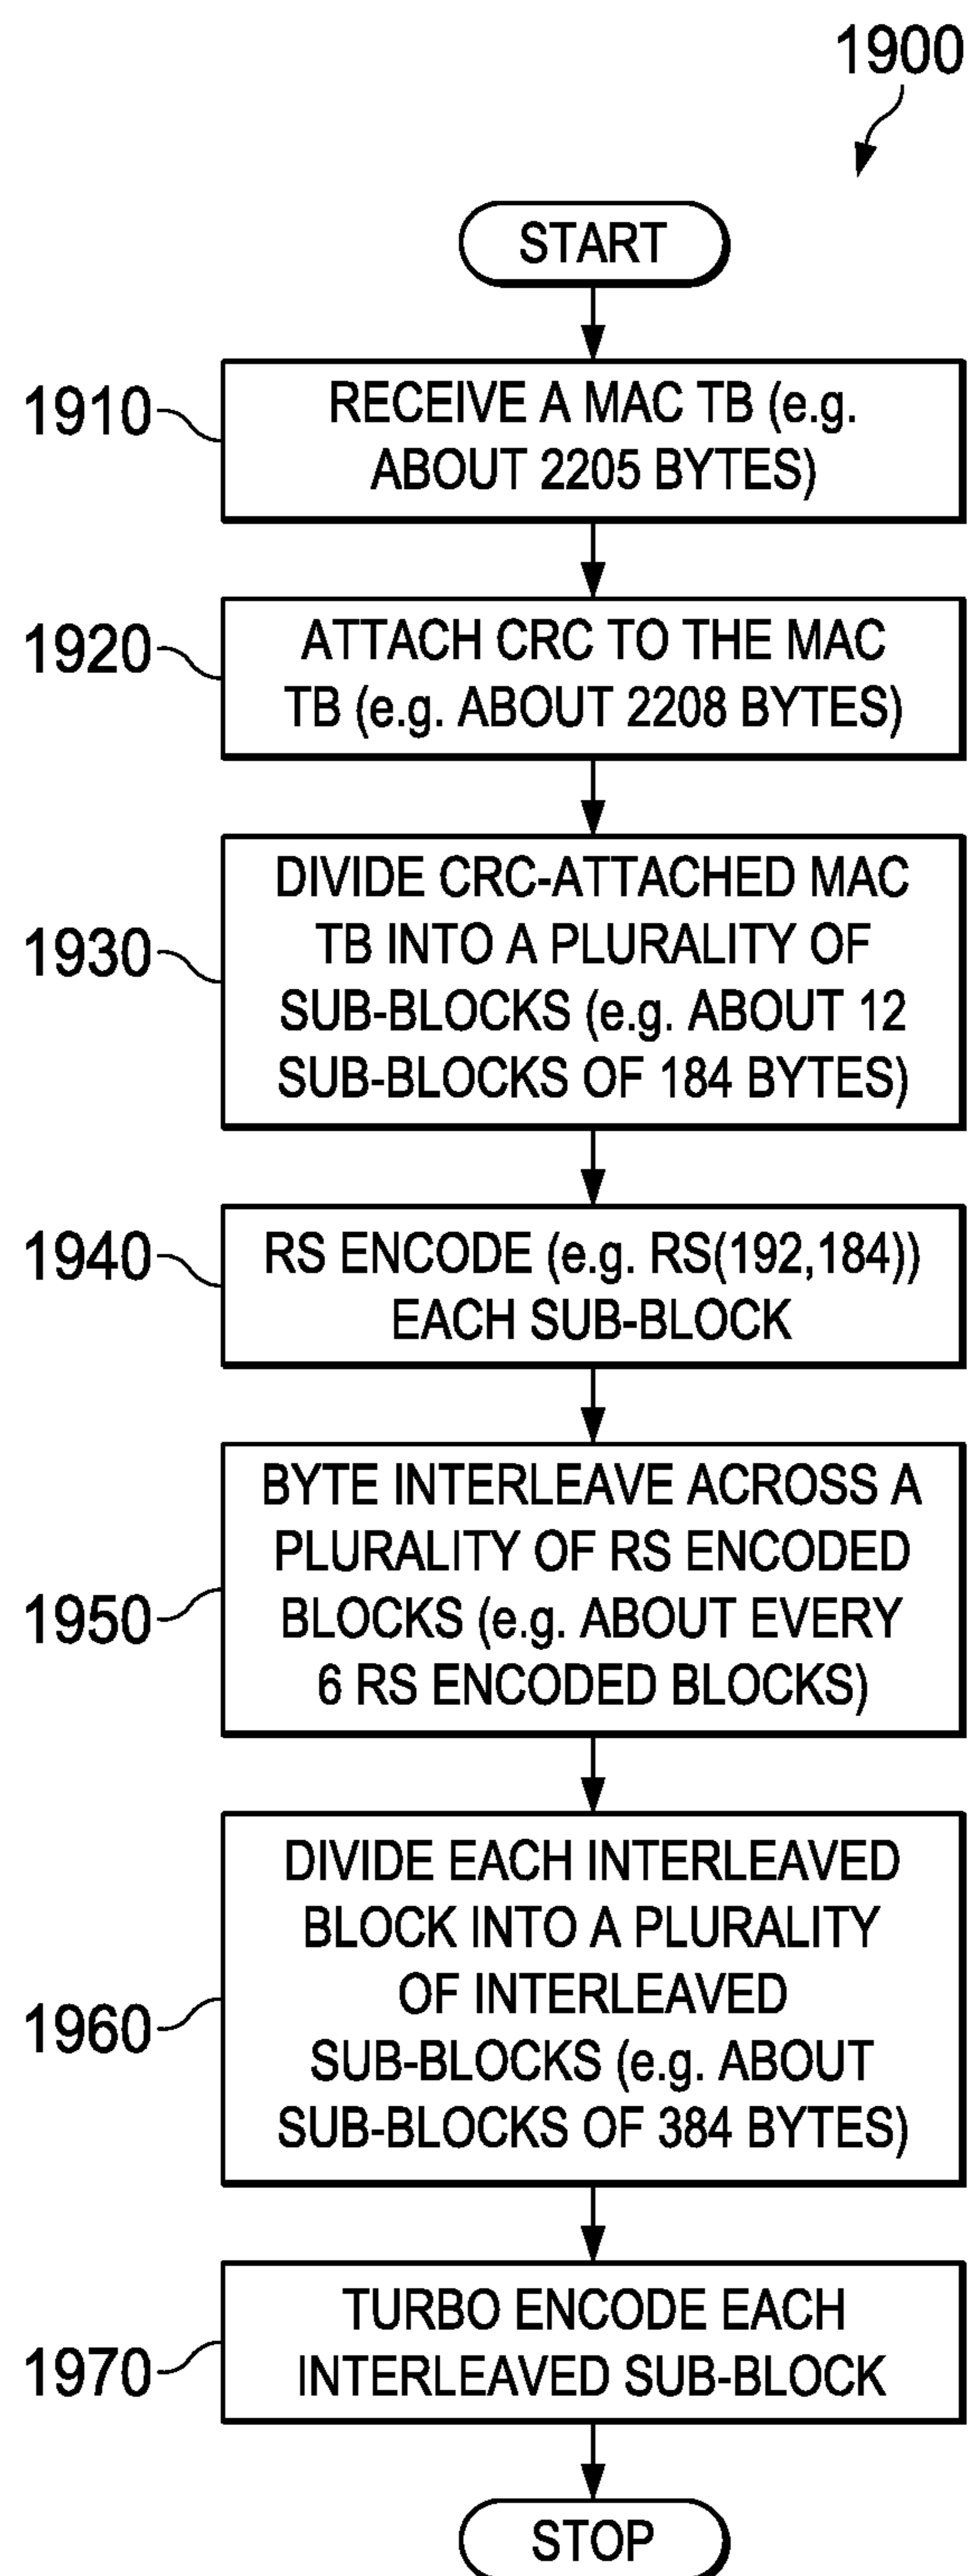 1900
START
1910
RECEIVE A MAC TB (e.g.
ABOUT 2205 BYTES)
1920
ATTACH CRC TO THE MAC
TB (e.g. ABOUT 2208 BYTES)
1930
DIVIDE CRC-ATTACHED MAC
TB INTO A PLURALITY OF
SUB-BLOCKS (e.g. ABOUT 12
SUB-BLOCKS OF 184 BYTES)
1940
RS ENCODE (e.g. RS(192,184))
EACH SUB-BLOCK
1950
BYTE INTERLEAVE ACROSS A
PLURALITY OF RS ENCODED
BLOCKS (e.g. ABOUT EVERY
6 RS ENCODED BLOCKS)
1960
DIVIDE EACH INTERLEAVED
BLOCK INTO A PLURALITY
OF INTERLEAVED
SUB-BLOCKS (e.g. ABOUT
SUB-BLOCKS OF 384 BYTES)
1970
TURBO ENCODE EACH
INTERLEAVED SUB-BLOCK
STOP